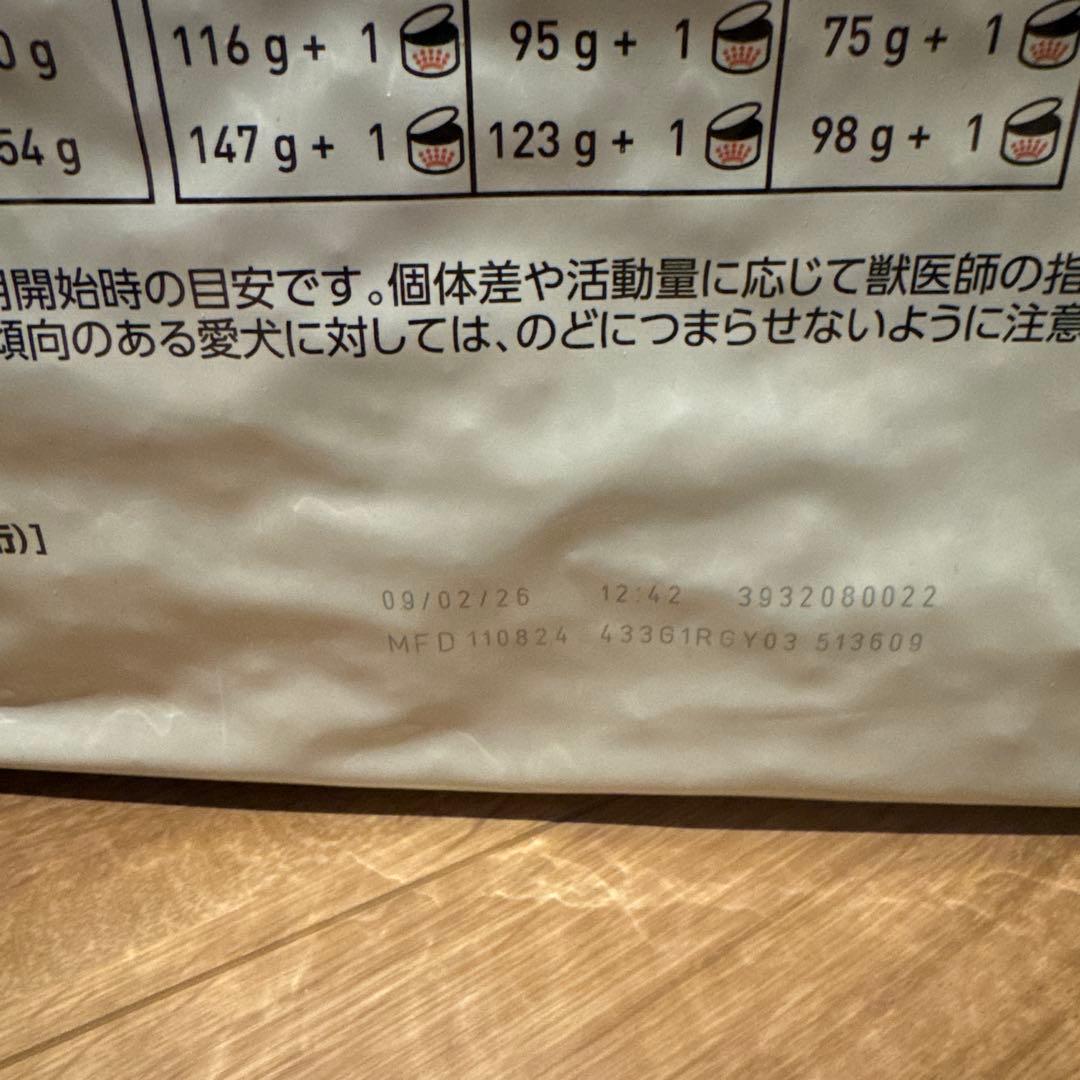 0 g 116 g + 1 95 g + 1 75 g + 1
54 g 147 g + 1 123 g + 1 98 g + 1
開始時の目安です。個体差や活動量に応じて獣医師の指
傾向のある愛犬に対しては、のどにつまらせないように注意
)]
09/02/26 12:42 3932080022
MFD 110824 433G1RGY03 513609